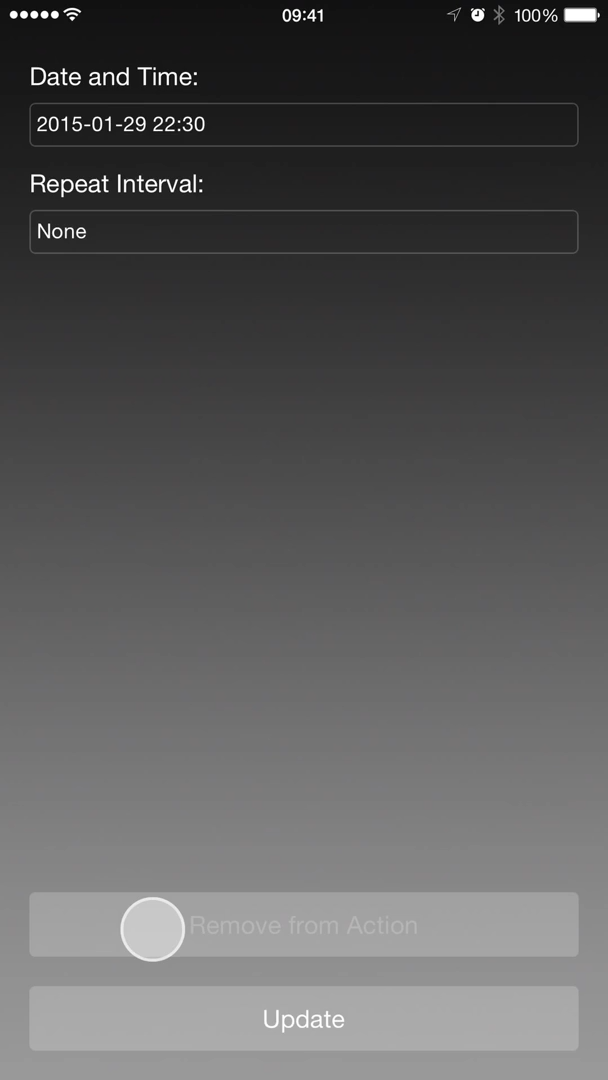 09:41
100%
Date and Time:
2015-01-29 22:30
Repeat Interval:
None
Remove from Action
Update